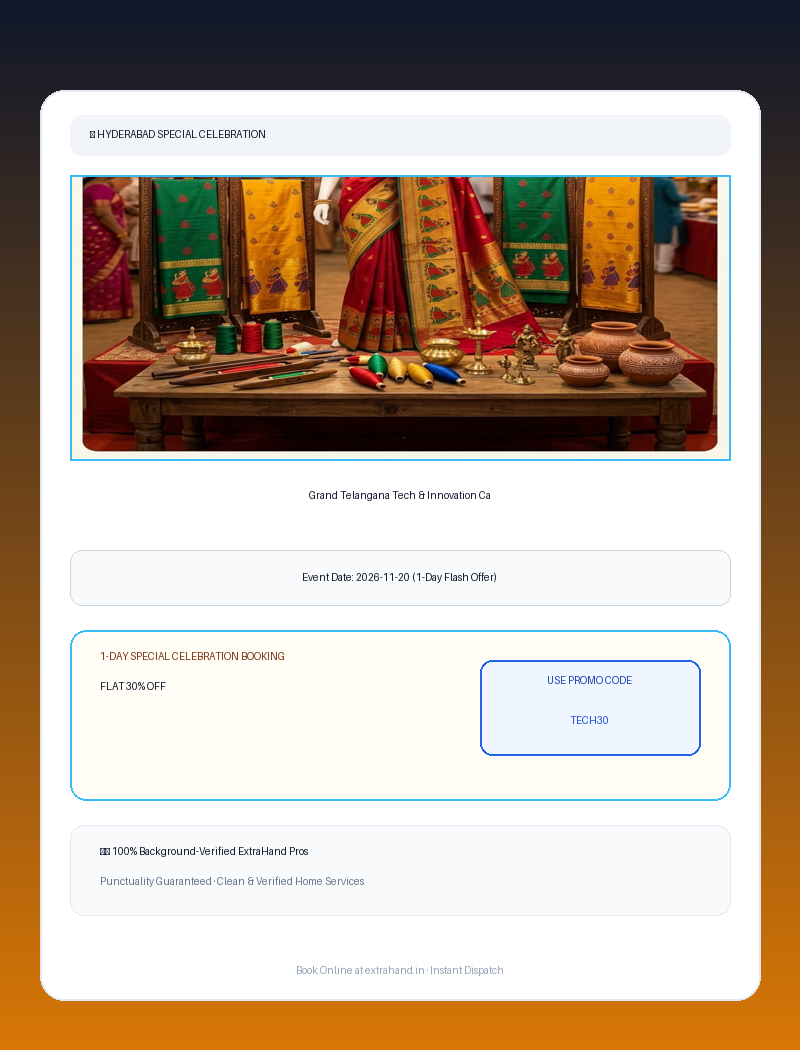 HYDERABAD SPECIAL CELEBRATION
Grand Telangana Tech & Innovation Ca
Event Date: 2026-11-20 (1-Day Flash Offer)
1-DAY SPECIAL CELEBRATION BOOKING
FLAT 30% OFF
USE PROMO CODE
TECH30
100% Background-Verified ExtraHand Pros
Punctuality Guaranteed · Clean & Verified Home Services
Book Online at extrahand.in · Instant Dispatch